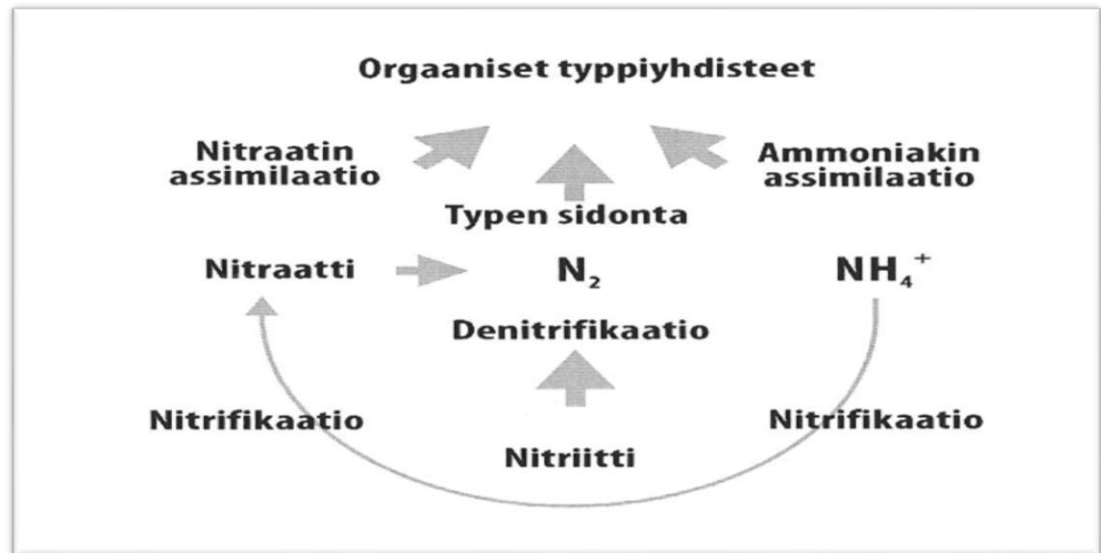 Orgaaniset typpiyhdisteet
Nitraatin
assimilaatio
Ammoniakin
assimilaatio
Typen sidonta
Nitraatti
N₂
NH₄⁺
Denitrifikaatio
Nitrifikaatio
Nitrifikaatio
Nitriitti